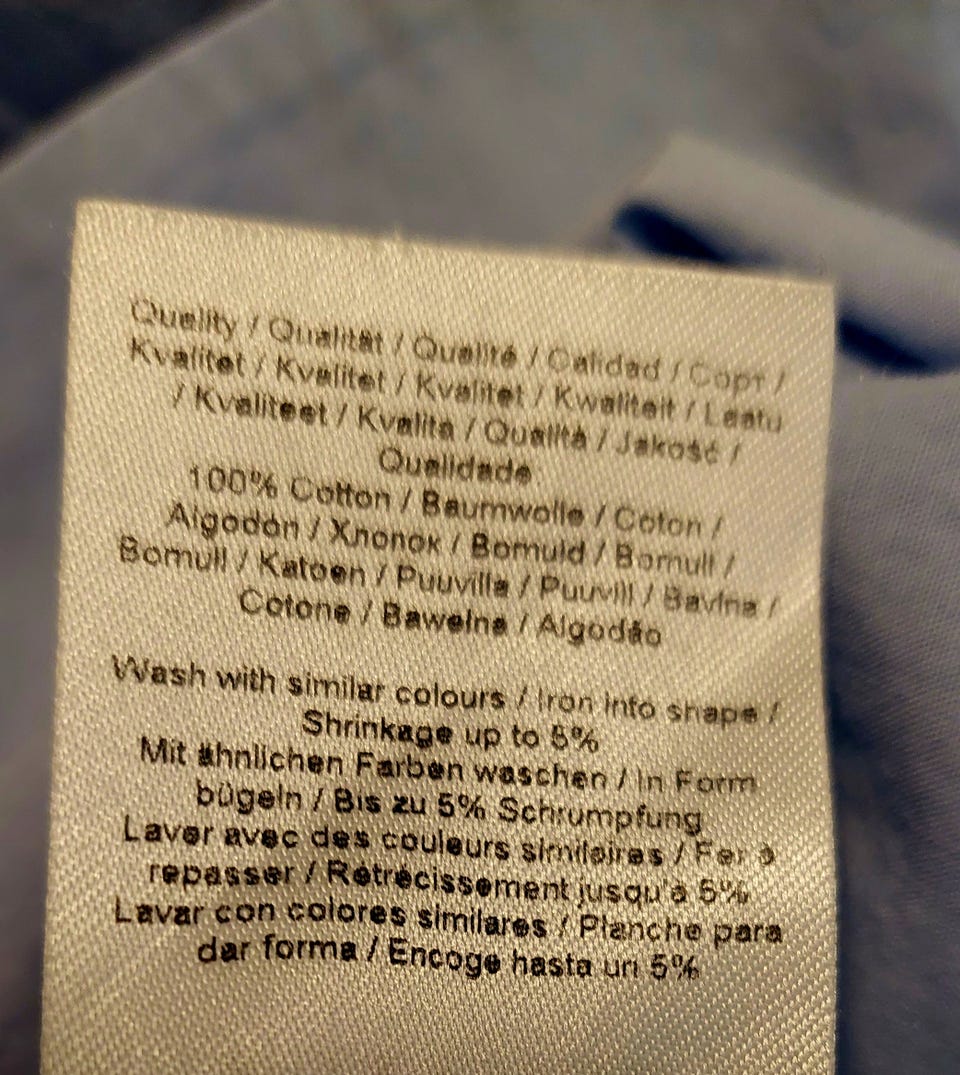 Quality / Qualität / Qualité / Calidad / Сорт /
Kvalitet / Kvalitet / Kvalitet / Kwaliteit / Laatu
/ Kvaliteet / Kvalita / Qualità / Jakość /
Qualidade
100% Cotton / Baumwolle / Coton /
Algodón / Хлопок / Bomuld / Bomull /
Bomull / Katoen / Puuvilla / Puuvill / Bavlna /
Cotone / Bawełna / Algodão
Wash with similar colours / Iron into shape /
Shrinkage up to 5%
Mit ähnlichen Farben waschen / In Form
bügeln / Bis zu 5% Schrumpfung
Laver avec des couleurs similaires / Fer à
repasser / Rétrécissement jusqu'à 5%
Lavar con colores similares / Planche para
dar forma / Encoge hasta un 5%